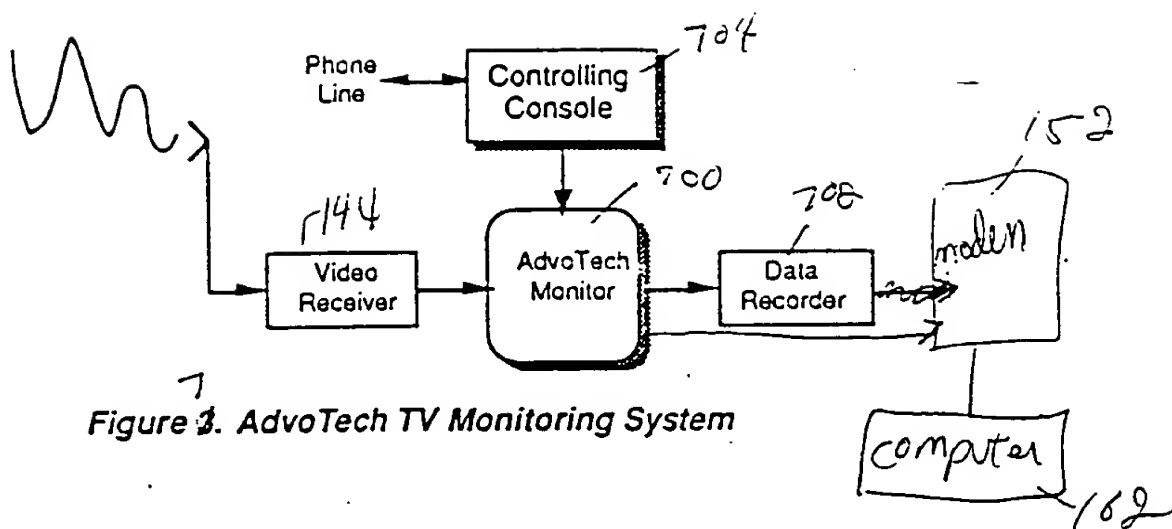 704
Phone
Line
Controlling
Console
152
700
708
144
modem
Video
Receiver
AdvoTech
Monitor
Data
Recorder
7
Figure 3. AdvoTech TV Monitoring System
computer
162